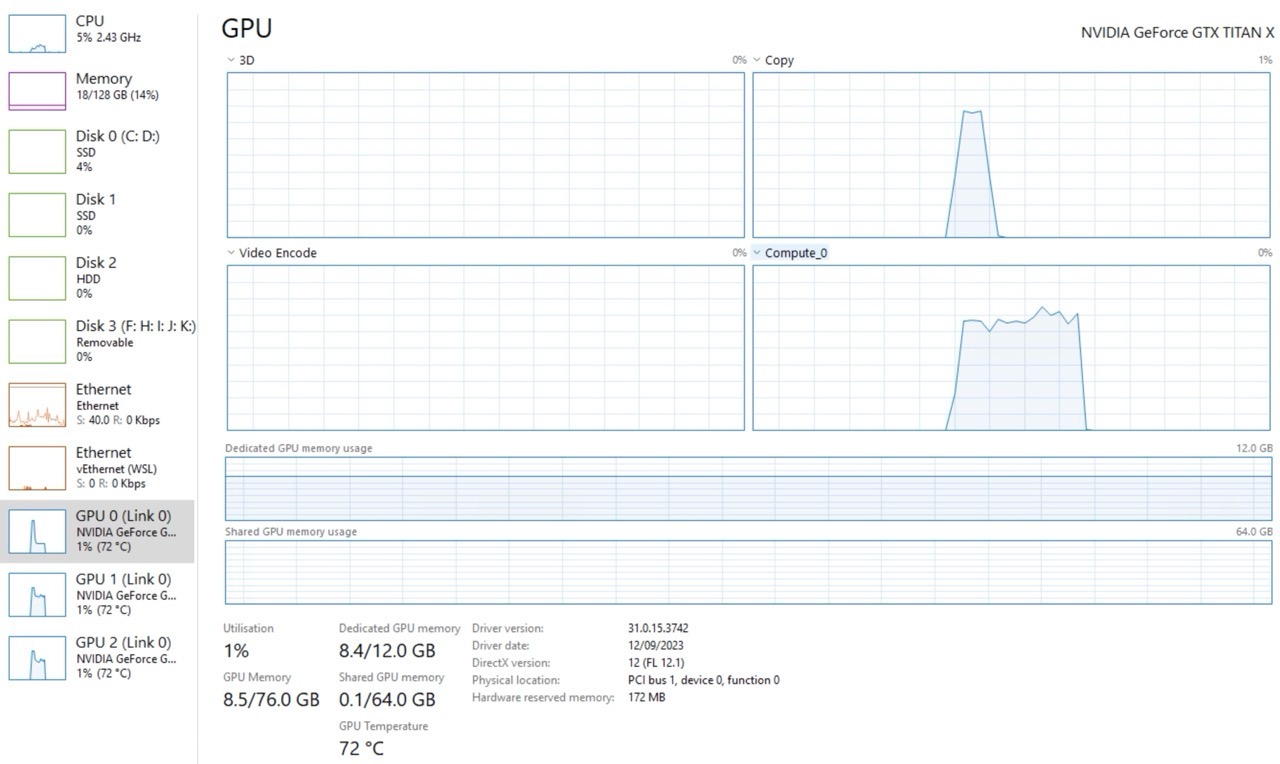 CPU
5% 2.43 GHz
Memory
18/128 GB (14%)
Disk 0 (C: D:)
SSD
4%
Disk 1
SSD
0%
Disk 2
HDD
0%
Disk 3 (F: H: I: J: K:)
Removable
0%
Ethernet
Ethernet
S: 40.0 R: 0 Kbps
Ethernet
vEthernet (WSL)
S: 0 R: 0 Kbps
GPU 0 (Link 0)
NVIDIA GeForce G...
1% (72 °C)
GPU 1 (Link 0)
NVIDIA GeForce G...
1% (72 °C)
GPU 2 (Link 0)
NVIDIA GeForce G...
1% (72 °C)
GPU
NVIDIA GeForce GTX TITAN X
3D 0%
Copy 1%
Video Encode 0%
Compute_0 0%
Dedicated GPU memory usage 12.0 GB
Shared GPU memory usage 64.0 GB
Utilisation
1%
Dedicated GPU memory
8.4/12.0 GB
GPU Memory
8.5/76.0 GB
Shared GPU memory
0.1/64.0 GB
GPU Temperature
72 °C
Driver version: 31.0.15.3742
Driver date: 12/09/2023
DirectX version: 12 (FL 12.1)
Physical location: PCI bus 1, device 0, function 0
Hardware reserved memory: 172 MB